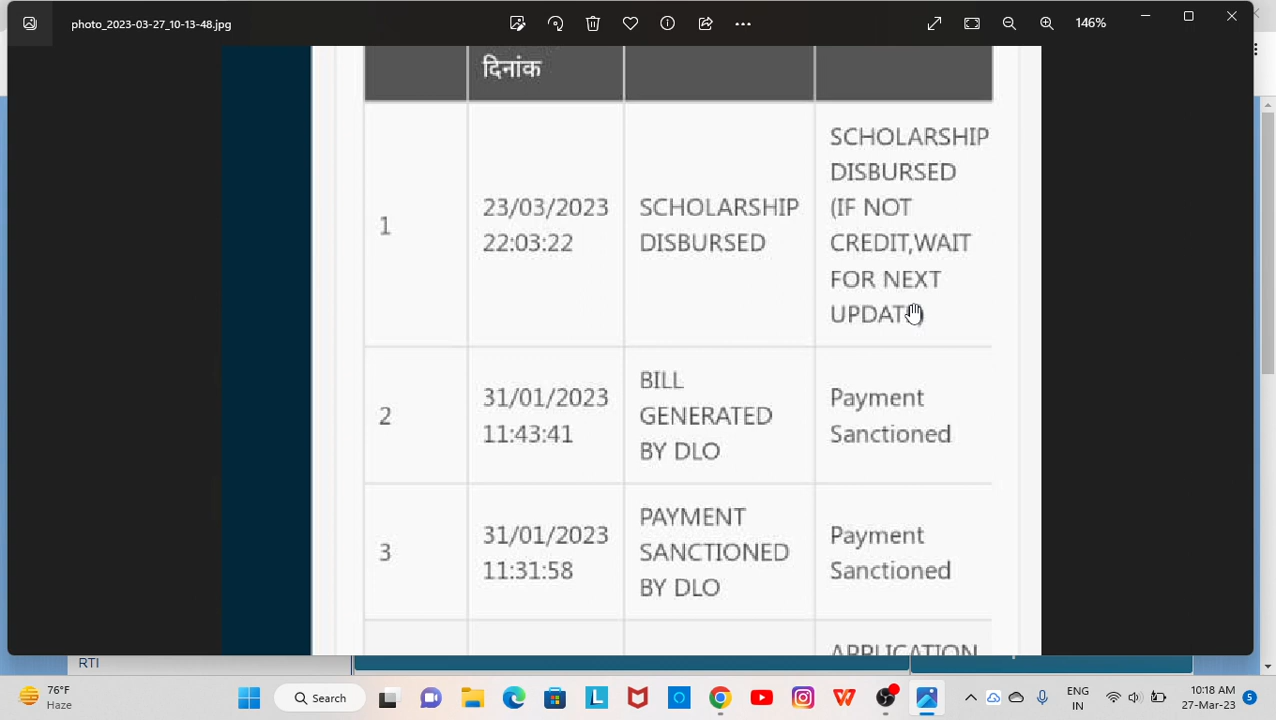 photo_2023-03-27_10-13-48.jpg
146%
दिनांक
1
23/03/2023
22:03:22
SCHOLARSHIP
DISBURSED
SCHOLARSHIP
DISBURSED
(IF NOT
CREDIT,WAIT
FOR NEXT
2
31/01/2023
11:43:41
BILL
GENERATED
BY DLO
Payment
Sanctioned
3
31/01/2023
11:31:58
PAYMENT
SANCTIONED
BY DLO
Payment
Sanctioned
APPLICATION
RTI
76°F
Haze
Search
ENG
IN
10:18 AM
27-Mar-23
5